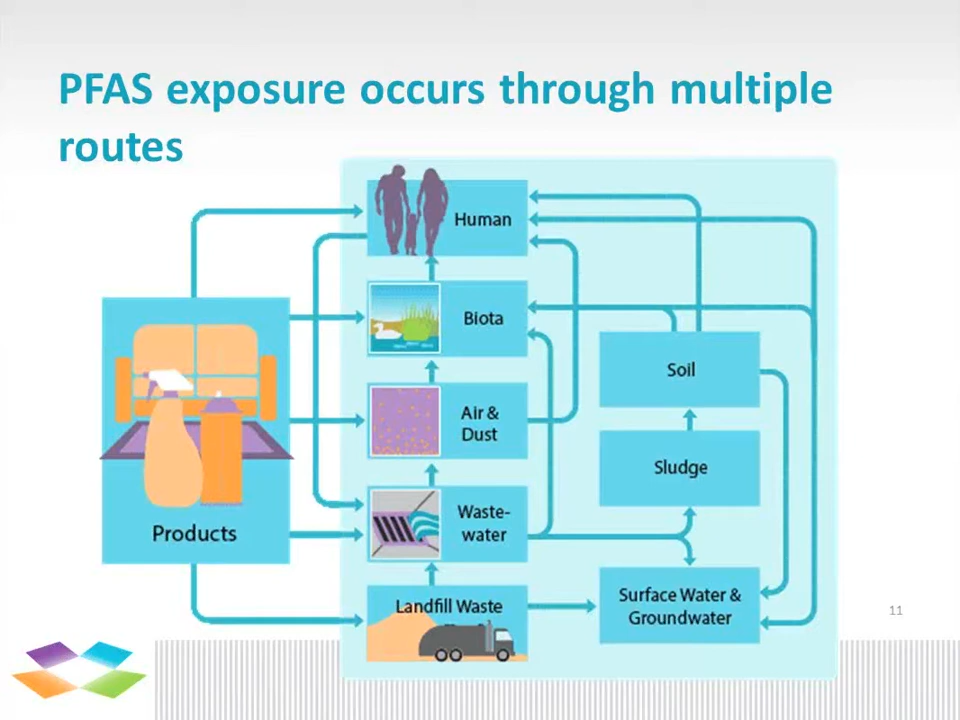 PFAS exposure occurs through multiple
routes
Human
Biota
Soil
Air &
Dust
Sludge
Products
Waste-
water
Landfill Waste
Surface Water &
Groundwater
11